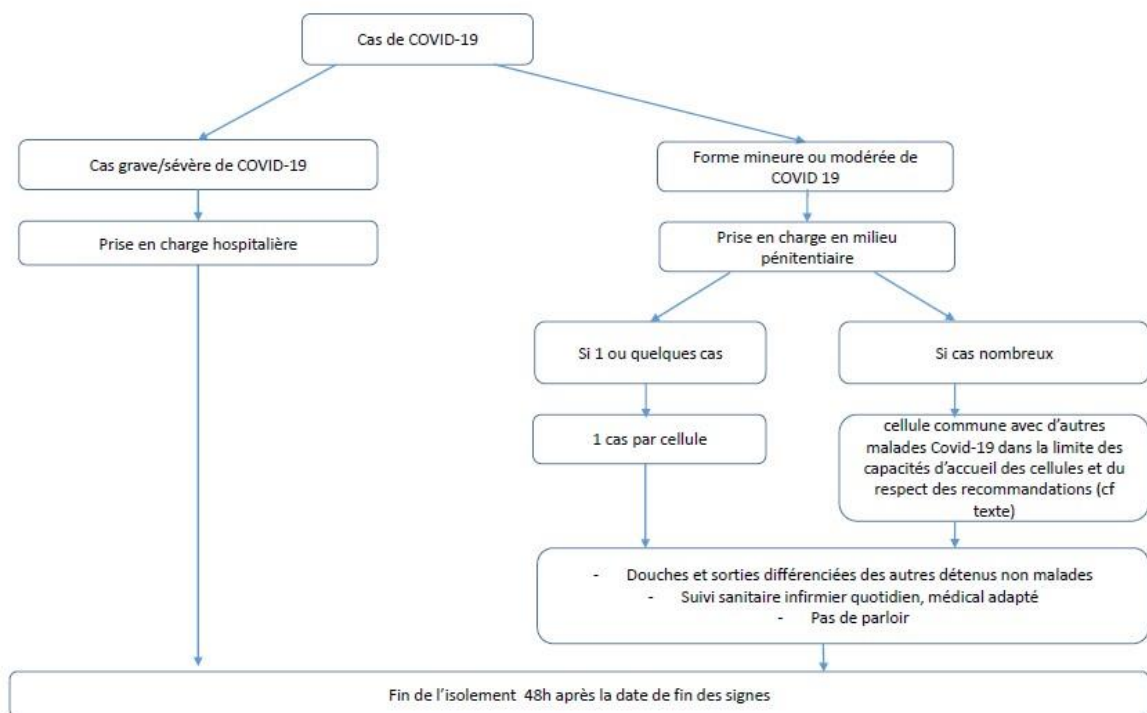 Cas de COVID-19
Cas grave/sévère de COVID-19
Forme mineure ou modérée de
COVID 19
Prise en charge hospitalière
Prise en charge en milieu
pénitentiaire
Si 1 ou quelques cas
Si cas nombreux
1 cas par cellule
cellule commune avec d'autres
malades Covid-19 dans la limite des
capacités d'accueil des cellules et du
respect des recommandations (cf
texte)
- Douches et sorties différenciées des autres détenus non malades
- Suivi sanitaire infirmier quotidien, médical adapté
- Pas de parloir
Fin de l'isolement 48h après la date de fin des signes